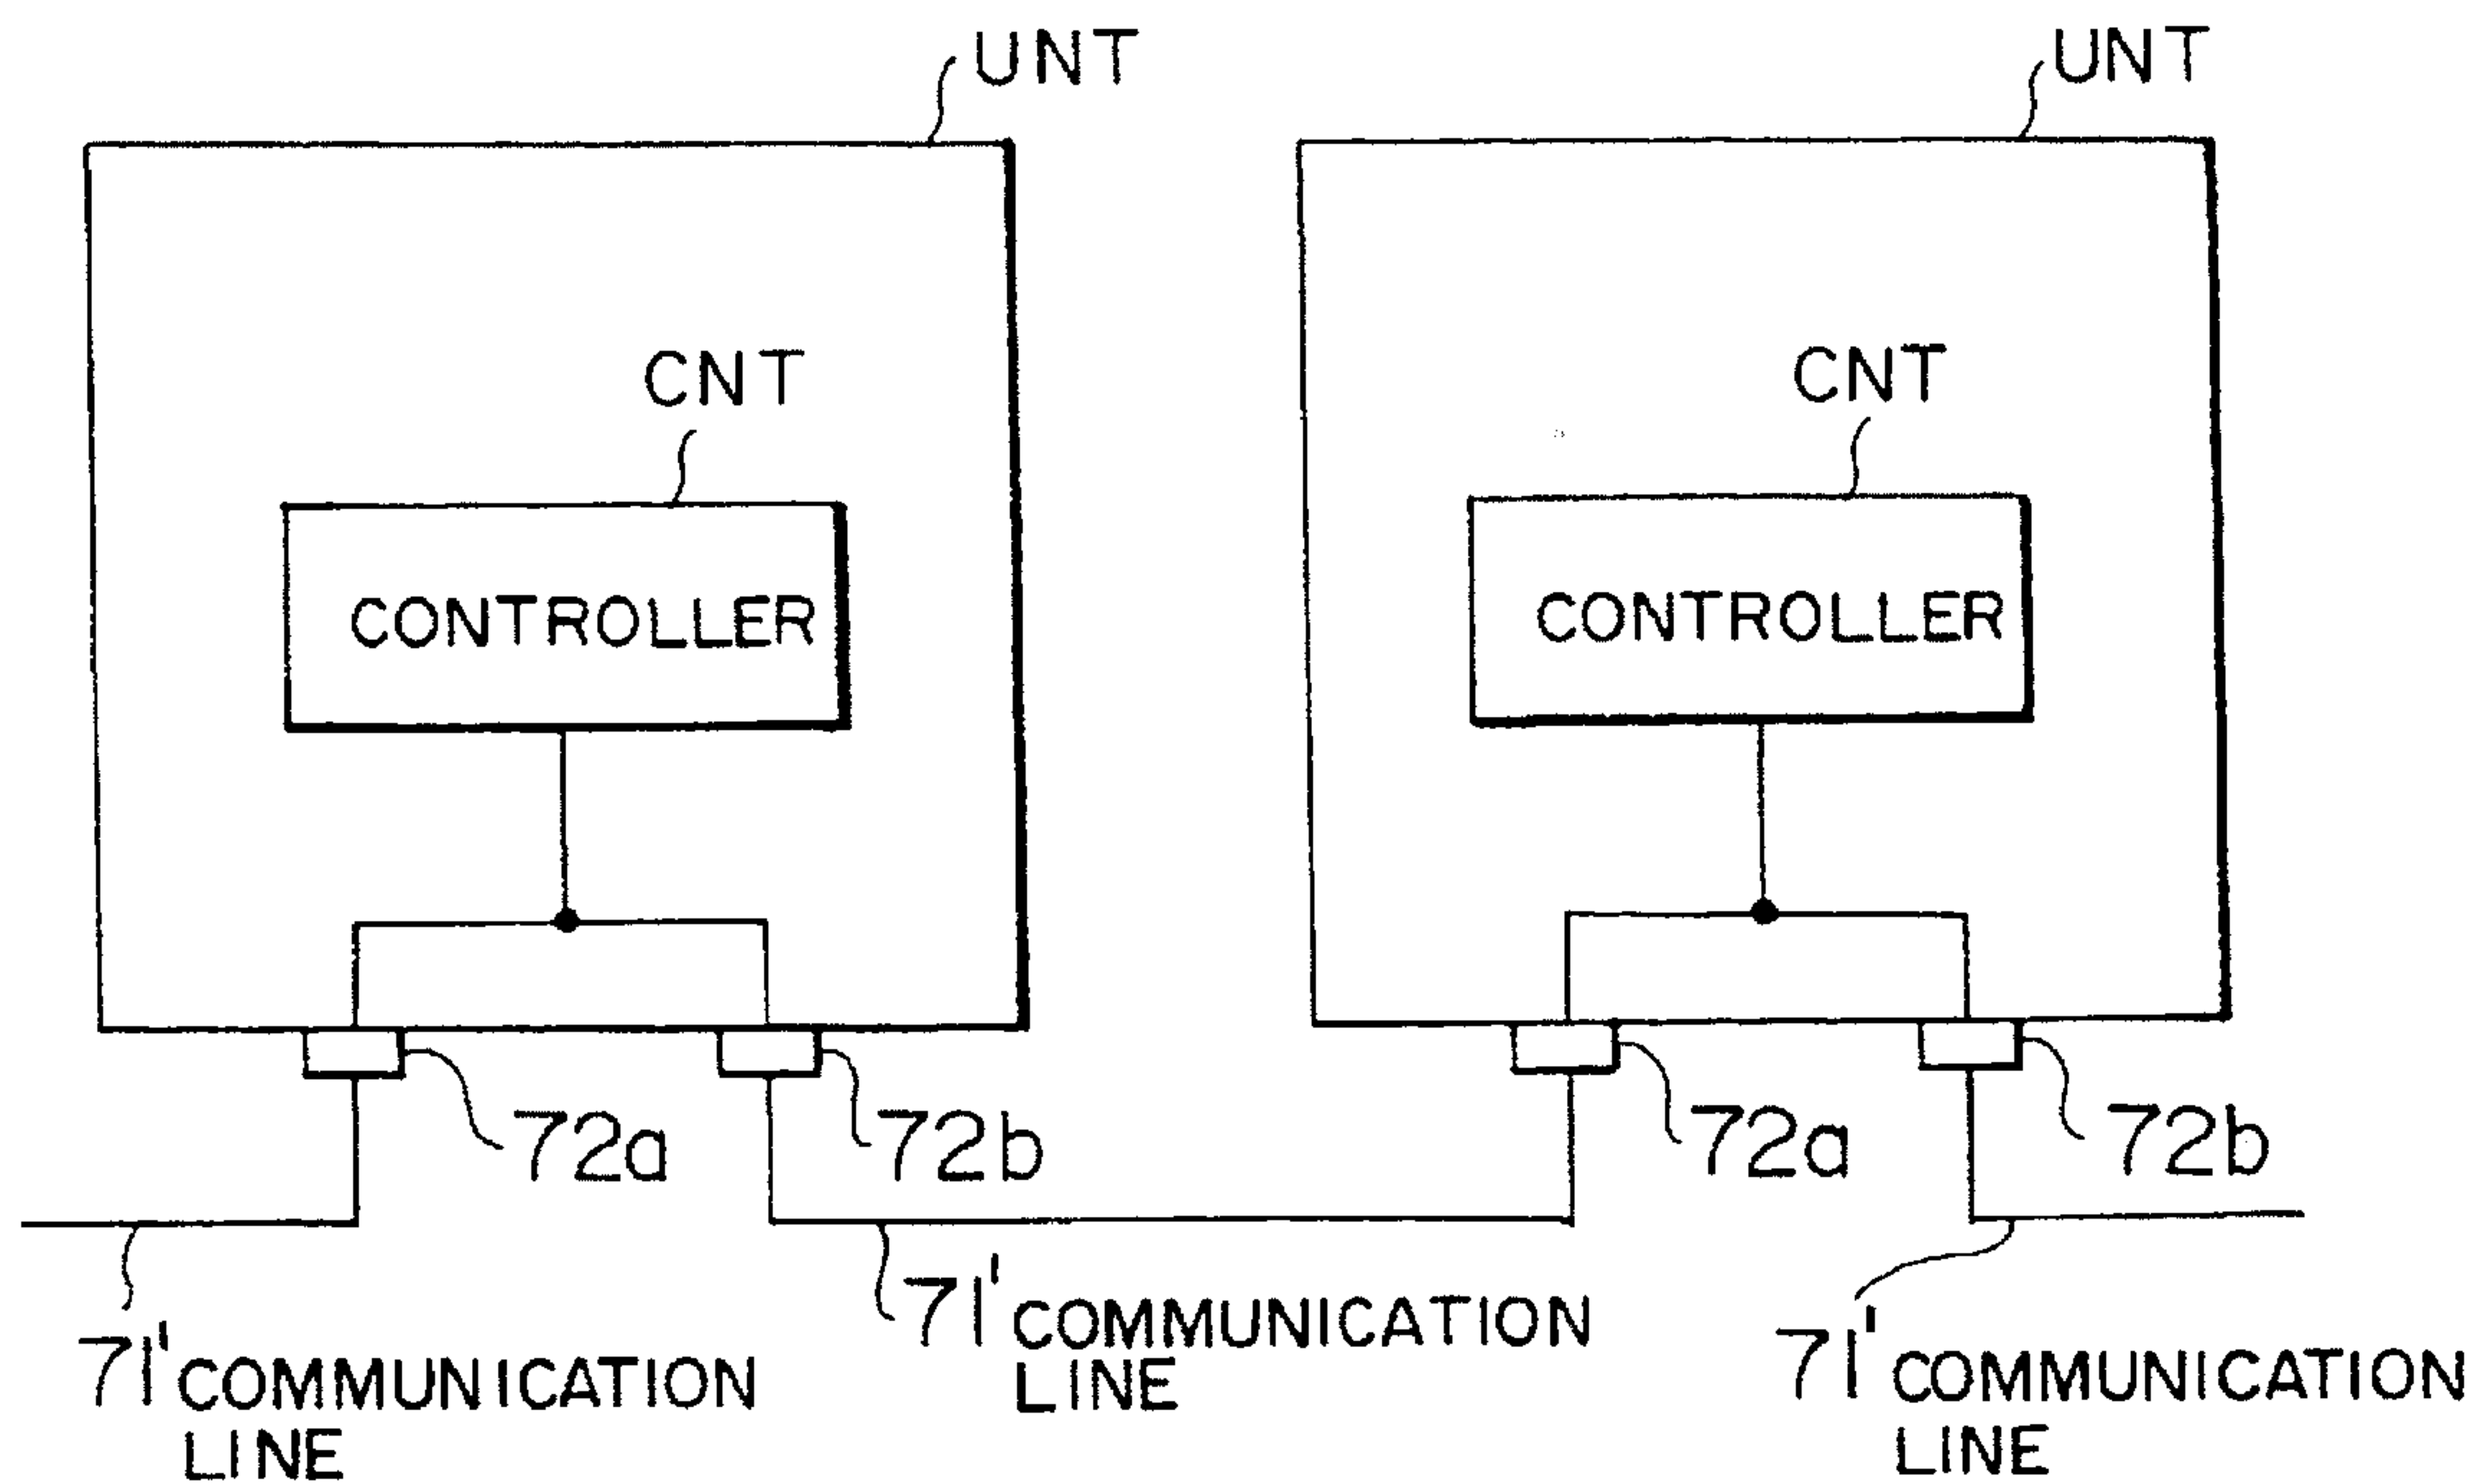 UNT
UNT
CNT
CNT
CONTROLLER
CONTROLLER
72a
72b
72a
72b
71' COMMUNICATION
LINE
71' COMMUNICATION
LINE
71' COMMUNICATION
LINE